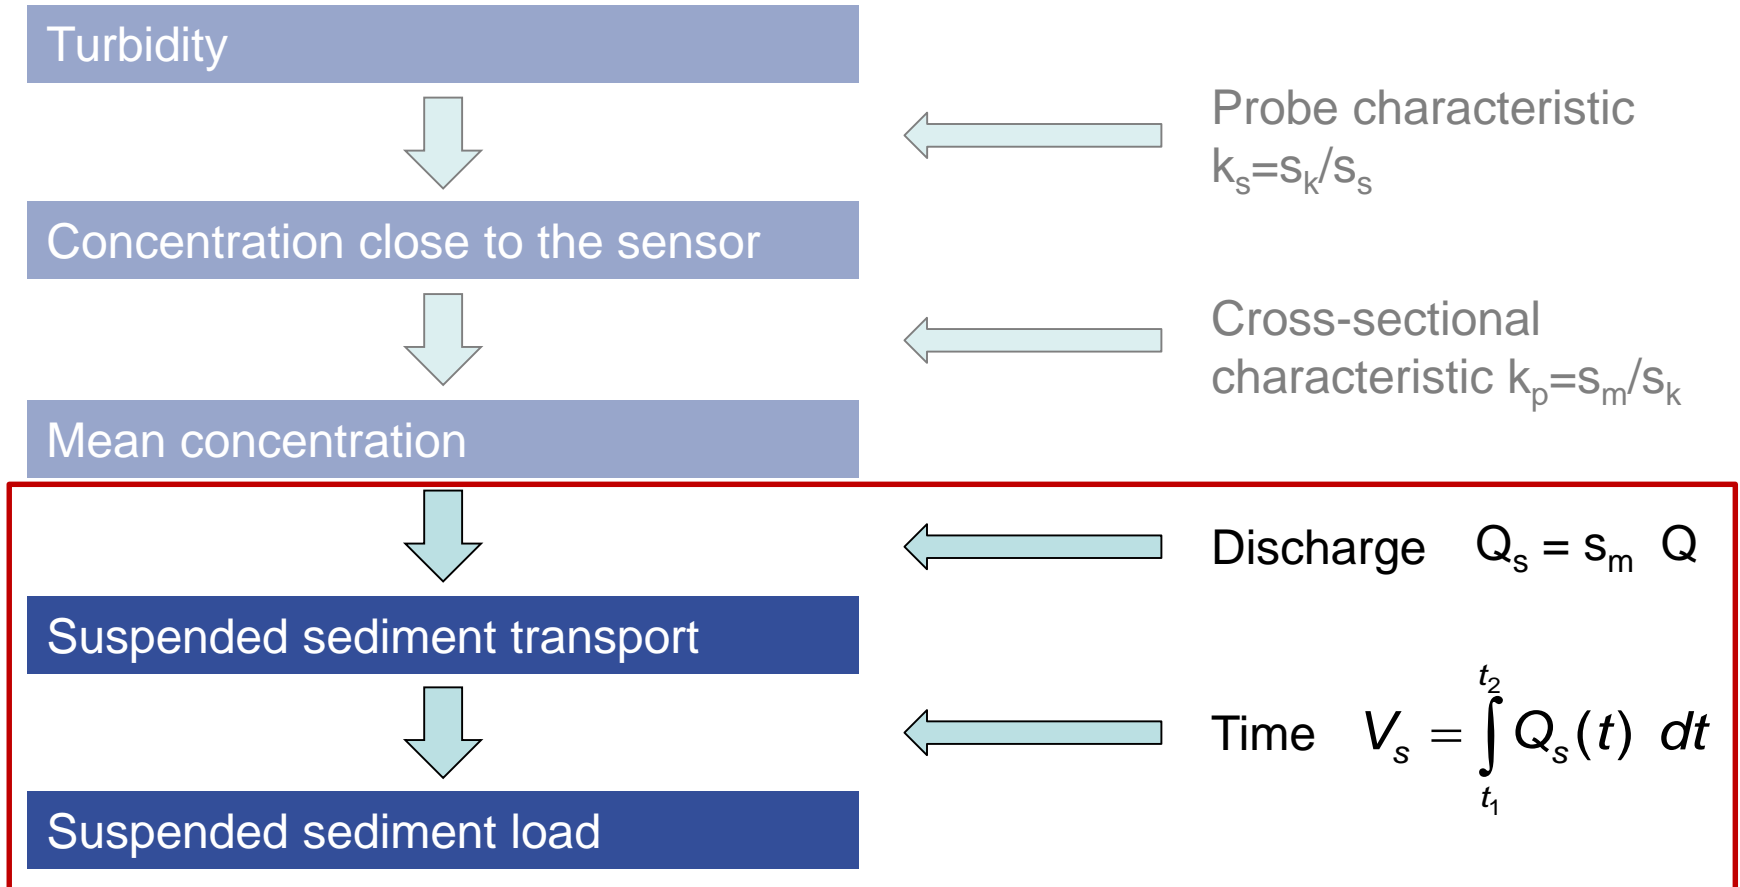 Turbidity
Probe characteristic
kₛ=sₖ/sₛ
Concentration close to the sensor
Cross-sectional
characteristic kₚ=sₘ/sₖ
Mean concentration
Discharge Qₛ = sₘ Q
Suspended sediment transport
Time Vₛ = ∫_{t₁}^{t₂} Qₛ(t) dt
Suspended sediment load